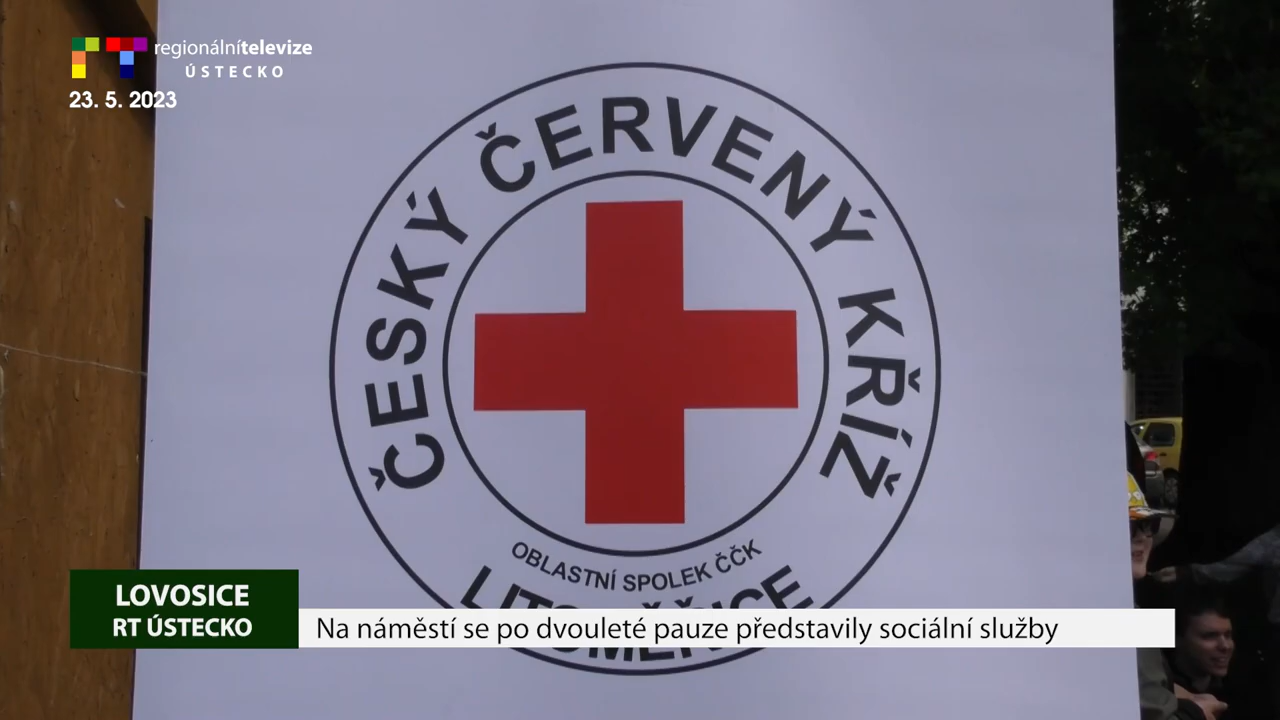 regionálnítelevize
ÚSTECKO
23. 5. 2023
ČESKÝ ČERVENÝ KŘÍŽ
OBLASTNÍ SPOLEK ČČK
LITOMĚŘICE
LOVOSICE
RT ÚSTECKO
Na náměstí se po dvouleté pauze představily sociální služby